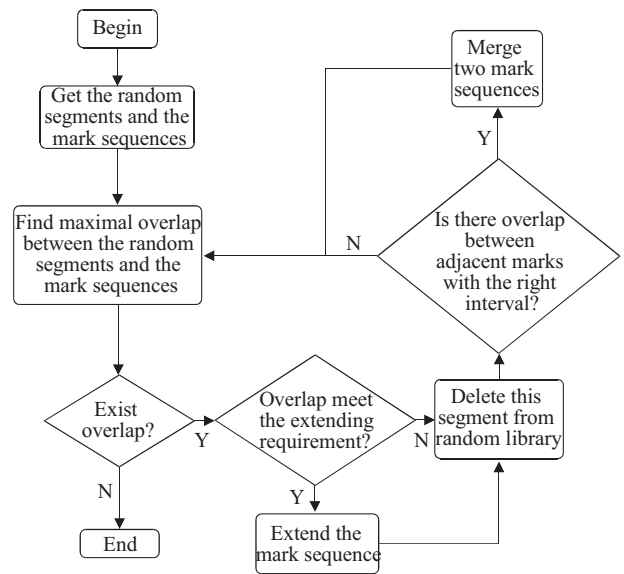 Begin
Get the random
segments and the
mark sequences
Find maximal overlap
between the random
segments and the
mark sequences
Exist
overlap?
N
End
Y
Overlap meet
the extending
requirement?
Y
Extend the
mark sequence
N
Delete this
segment from
random library
Is there overlap
between
adjacent marks
with the right
interval?
N
Y
Merge
two mark
sequences